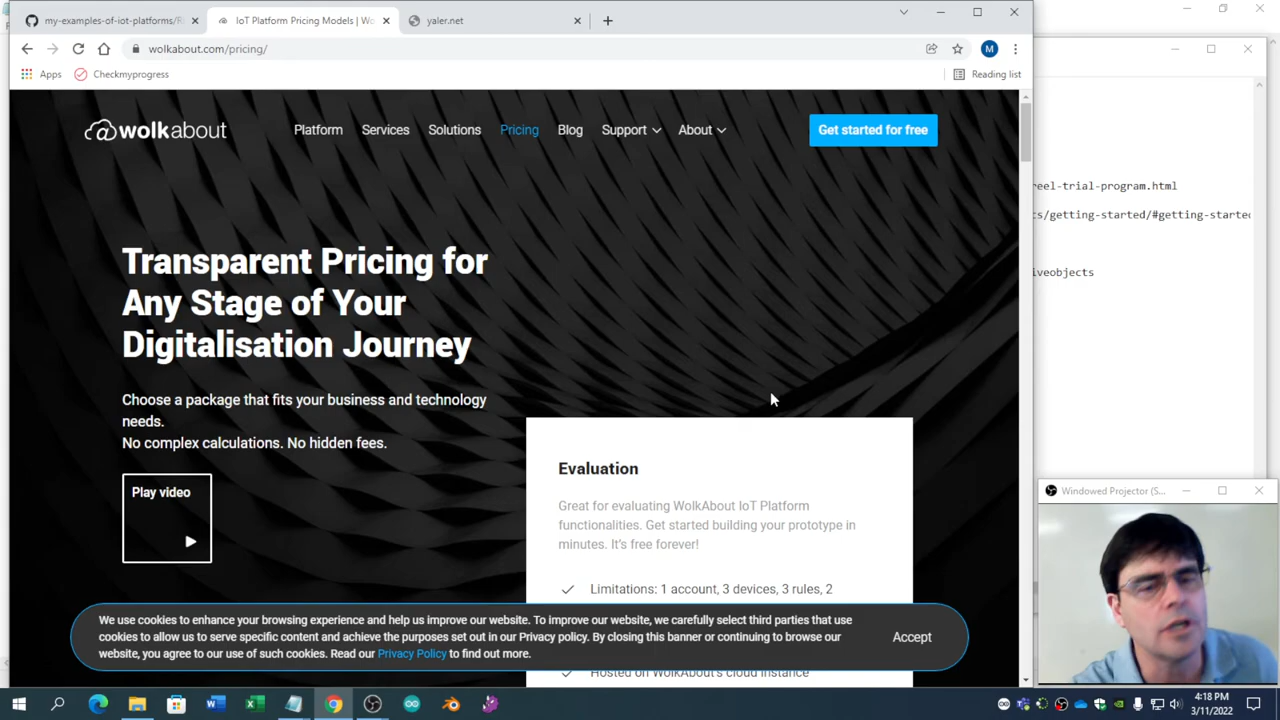 my-examples-of-iot-platforms/R
IoT Platform Pricing Models | Wo
yaler.net
wolkabout.com/pricing/
M
Apps
Checkmyprogress
Reading list
wolkabout
Platform
Services
Solutions
Pricing
Blog
Support
About
Get started for free
Transparent Pricing for
Any Stage of Your
Digitalisation Journey
Choose a package that fits your business and technology
needs.
No complex calculations. No hidden fees.
Play video
Evaluation
Great for evaluating WolkAbout IoT Platform
functionalities. Get started building your prototype in
minutes. It's free forever!
Limitations: 1 account, 3 devices, 3 rules, 2
Hosted on WolkAbout's cloud instance
We use cookies to enhance your browsing experience and help us improve our website. To improve our website, we carefully select third parties that use
cookies to allow us to serve specific content and achieve the purposes set out in our Privacy policy. By closing this banner or continuing to browse our
website, you agree to our use of such cookies. Read our Privacy Policy to find out more.
Accept
reel-trial-program.html
ts/getting-started/#getting-started
iveobjects
Windowed Projector (S...
4:18 PM
3/11/2022